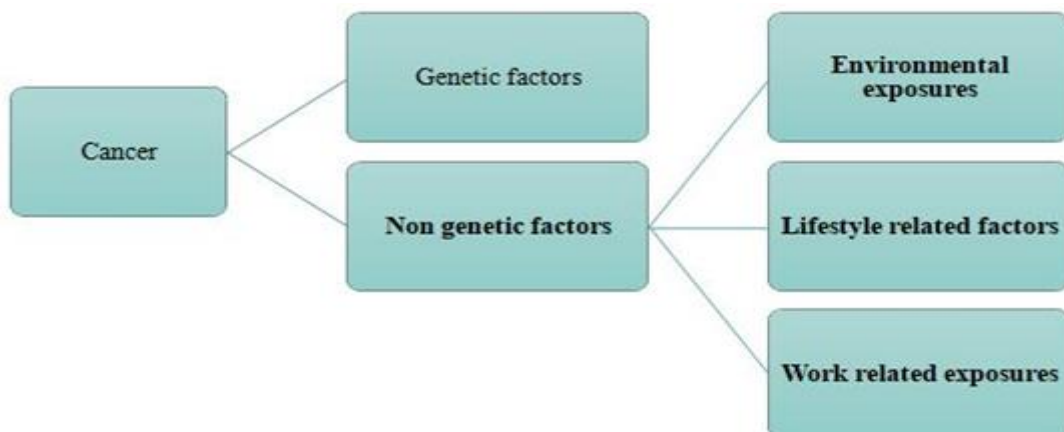 Cancer
Genetic factors
Non genetic factors
Environmental
exposures
Lifestyle related factors
Work related exposures